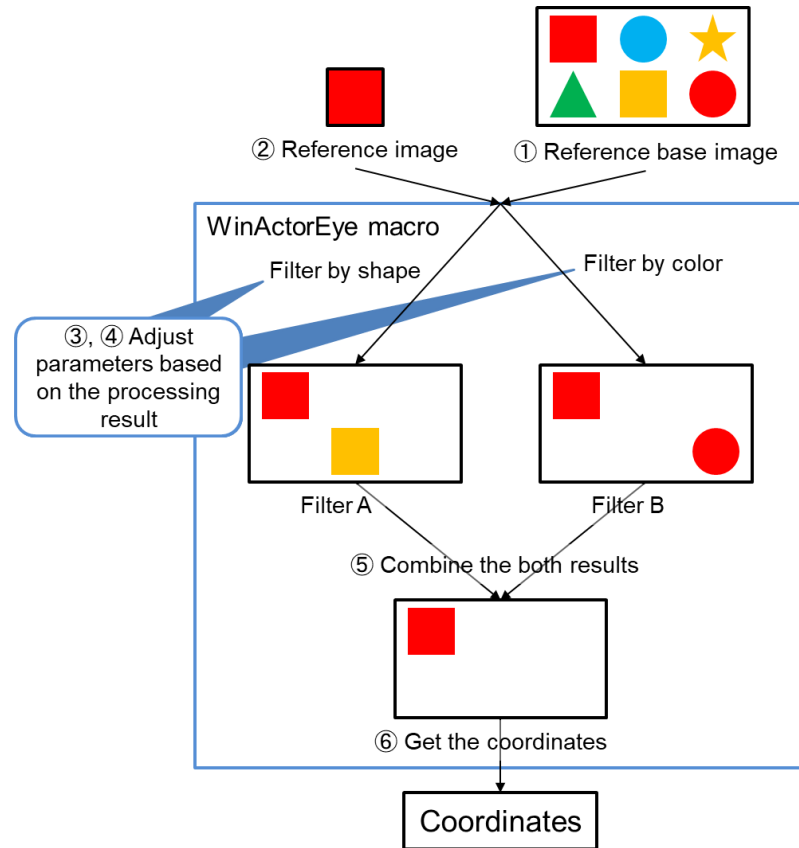 ② Reference image
① Reference base image
WinActorEye macro
Filter by shape
Filter by color
③, ④ Adjust
parameters based
on the processing
result
Filter A
Filter B
⑤ Combine the both results
⑥ Get the coordinates
Coordinates